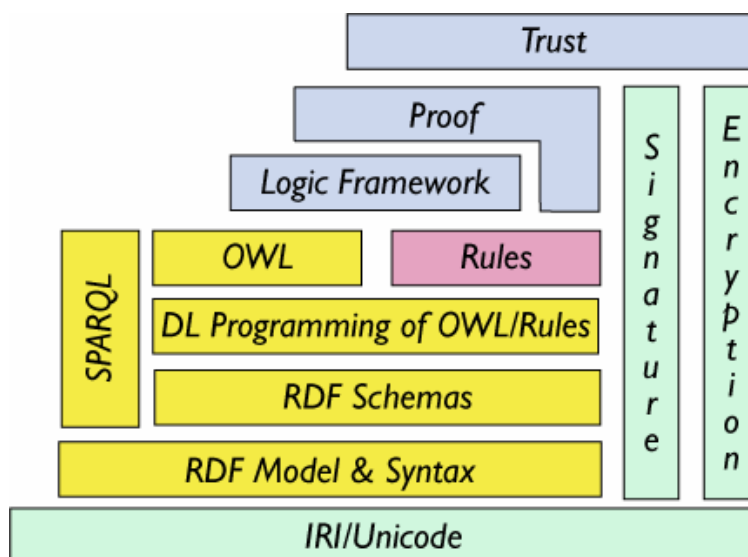 Trust
Proof
Logic Framework
OWL
Rules
SPARQL
DL Programming of OWL/Rules
RDF Schemas
RDF Model & Syntax
Signature
Encryption
IRI/Unicode